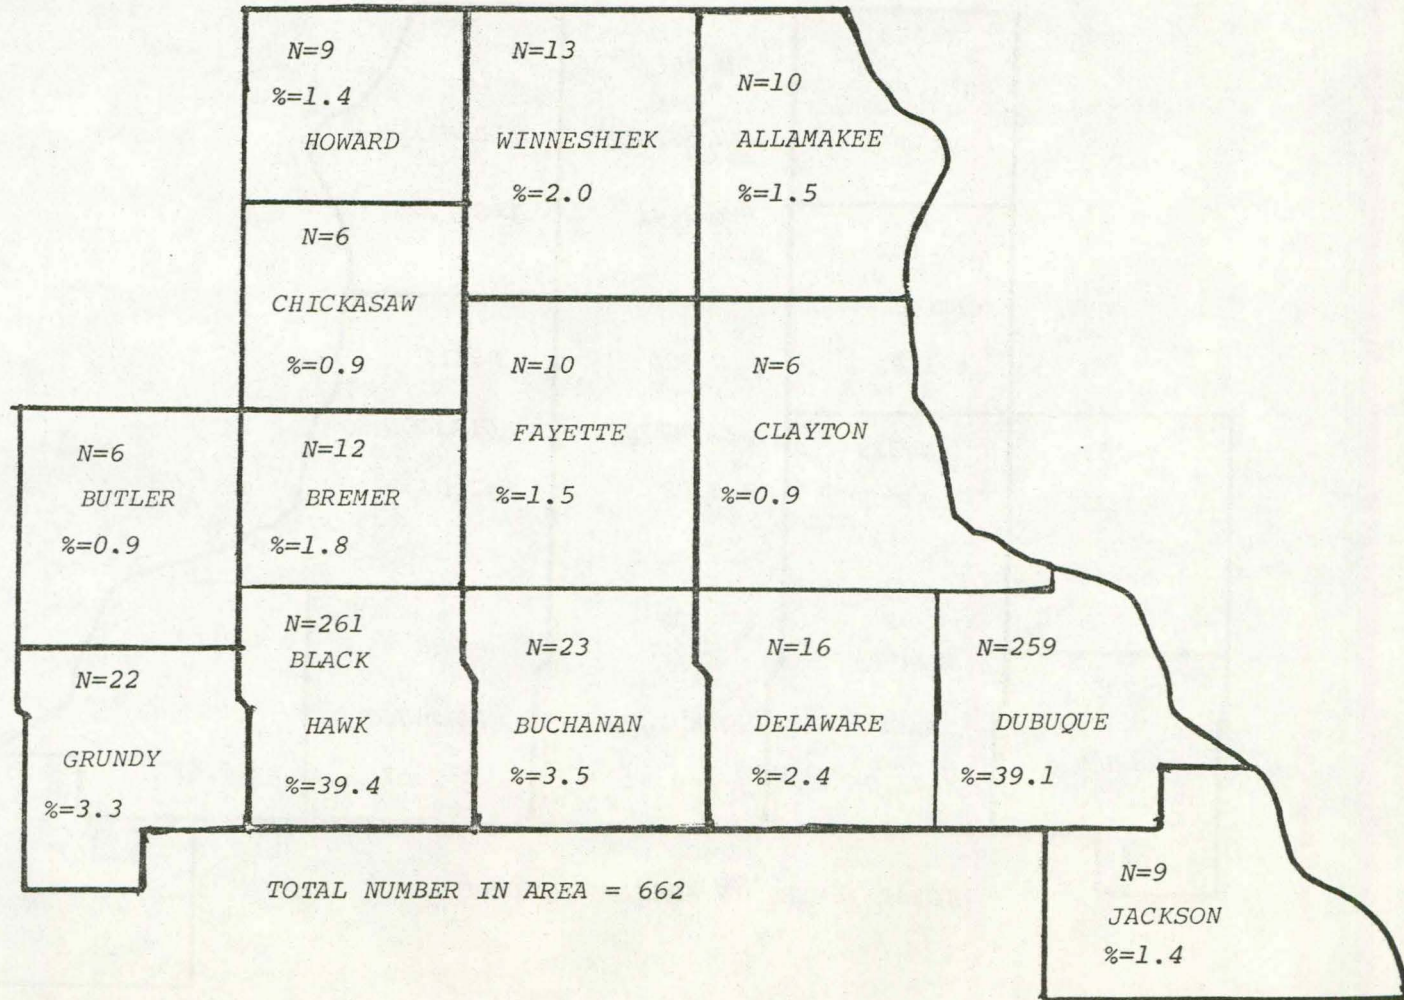 N=9
%=1.4
HOWARD
N=13
WINNESHIEK
%=2.0
N=10
ALLAMAKEE
%=1.5
N=6
CHICKASAW
%=0.9
N=10
FAYETTE
%=1.5
N=6
CLAYTON
%=0.9
N=6
BUTLER
%=0.9
N=12
BREMER
%=1.8
N=22
GRUNDY
%=3.3
N=261
BLACK
HAWK
%=39.4
N=23
BUCHANAN
%=3.5
N=16
DELAWARE
%=2.4
N=259
DUBUQUE
%=39.1
N=9
JACKSON
%=1.4
TOTAL NUMBER IN AREA = 662